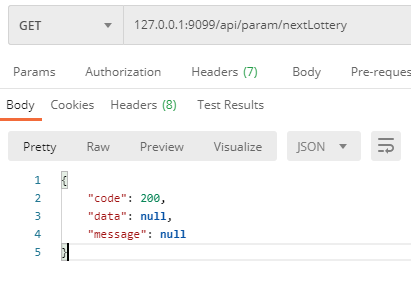 GET 127.0.0.1:9099/api/param/nextLottery
Params Authorization Headers (7) Body Pre-reques
Body Cookies Headers (8) Test Results
Pretty Raw Preview Visualize JSON
1 {
2 "code": 200,
3 "data": null,
4 "message": null
5 }